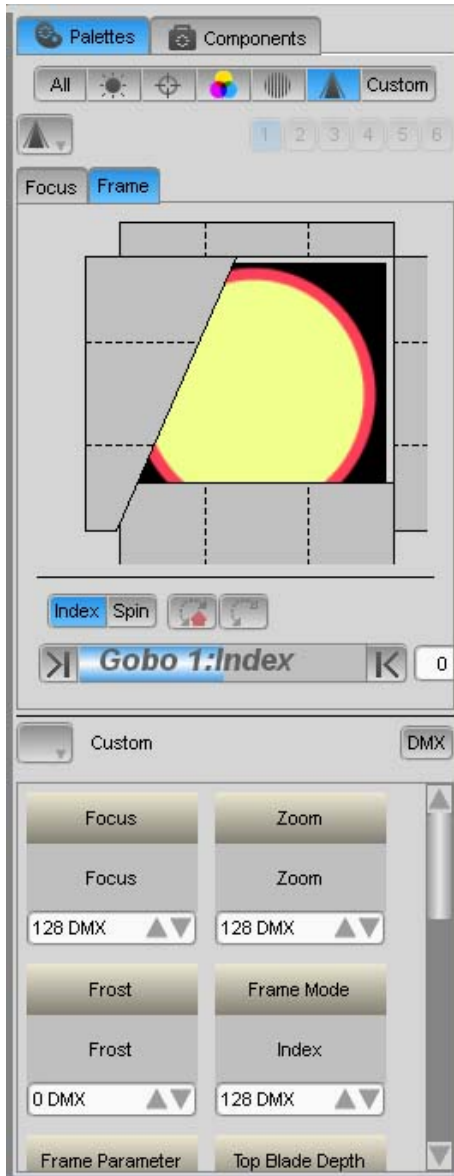 Palettes Components
All Custom
1 2 3 4 5 6
Focus Frame
Index Spin
Gobo 1:Index 0
Custom DMX
Focus Zoom
Focus Zoom
128 DMX 128 DMX
Frost Frame Mode
Frost Index
0 DMX 128 DMX
Frame Parameter Top Blade Depth